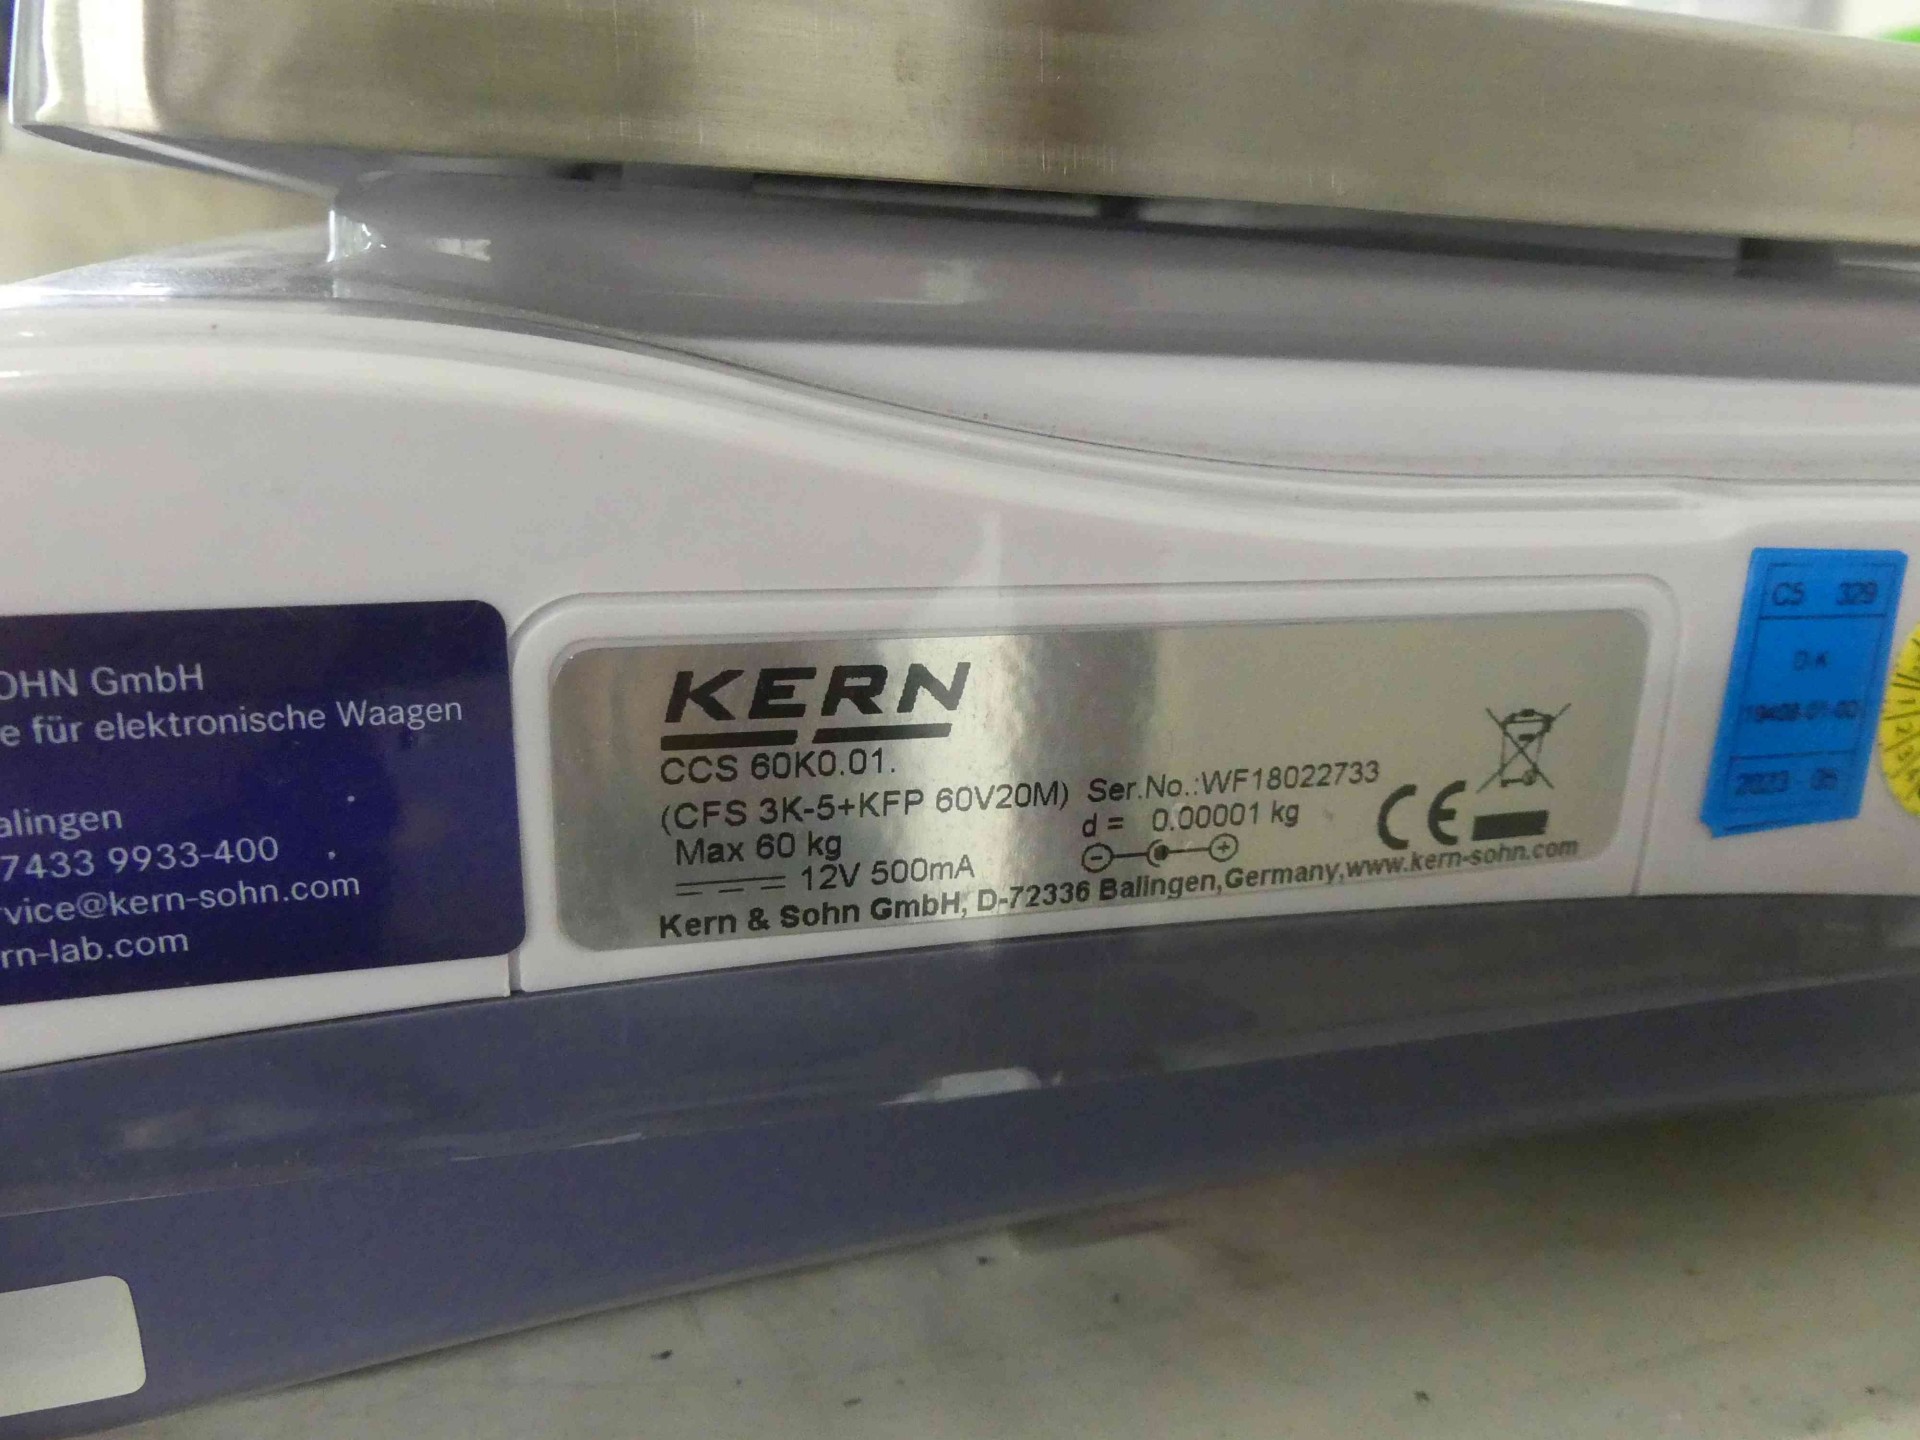 OHN GmbH
e für elektronische Waagen
alingen
7433 9933-400
rvice@kern-sohn.com
rn-lab.com
KERN
CCS 60K0.01.
(CFS 3K-5+KFP 60V20M) Ser.No.:WF18022733
Max 60 kg d = 0.00001 kg
12V 500mA
Kern & Sohn GmbH, D-72336 Balingen,Germany,www.kern-sohn.com
CE
CS 329
D-K
2023 05